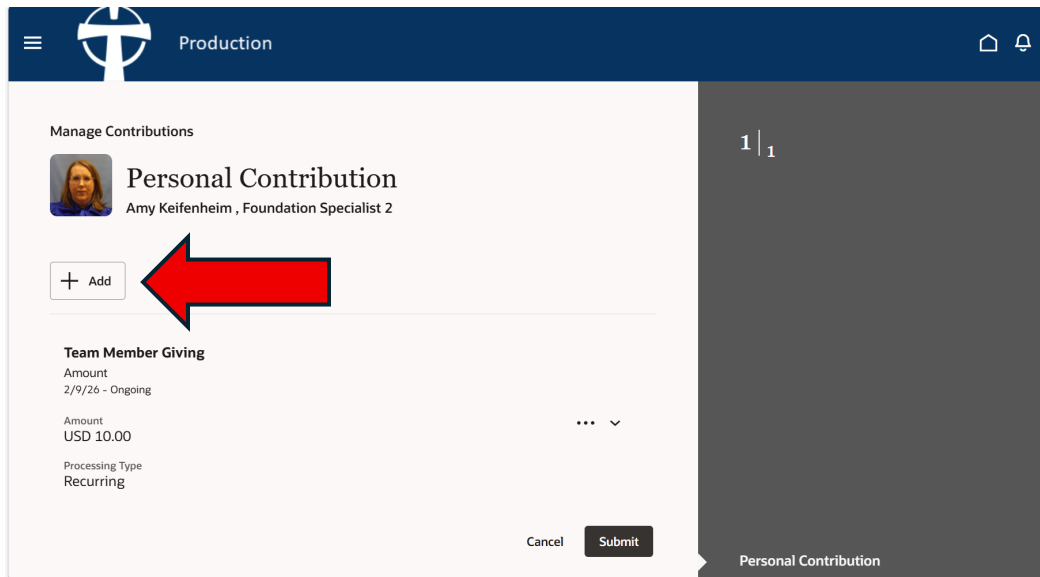 Production
Manage Contributions
Personal Contribution
Amy Keifenheim , Foundation Specialist 2
Add
Team Member Giving
Amount
2/9/26 - Ongoing
Amount
USD 10.00
Processing Type
Recurring
Cancel
Submit
1 | 1
Personal Contribution